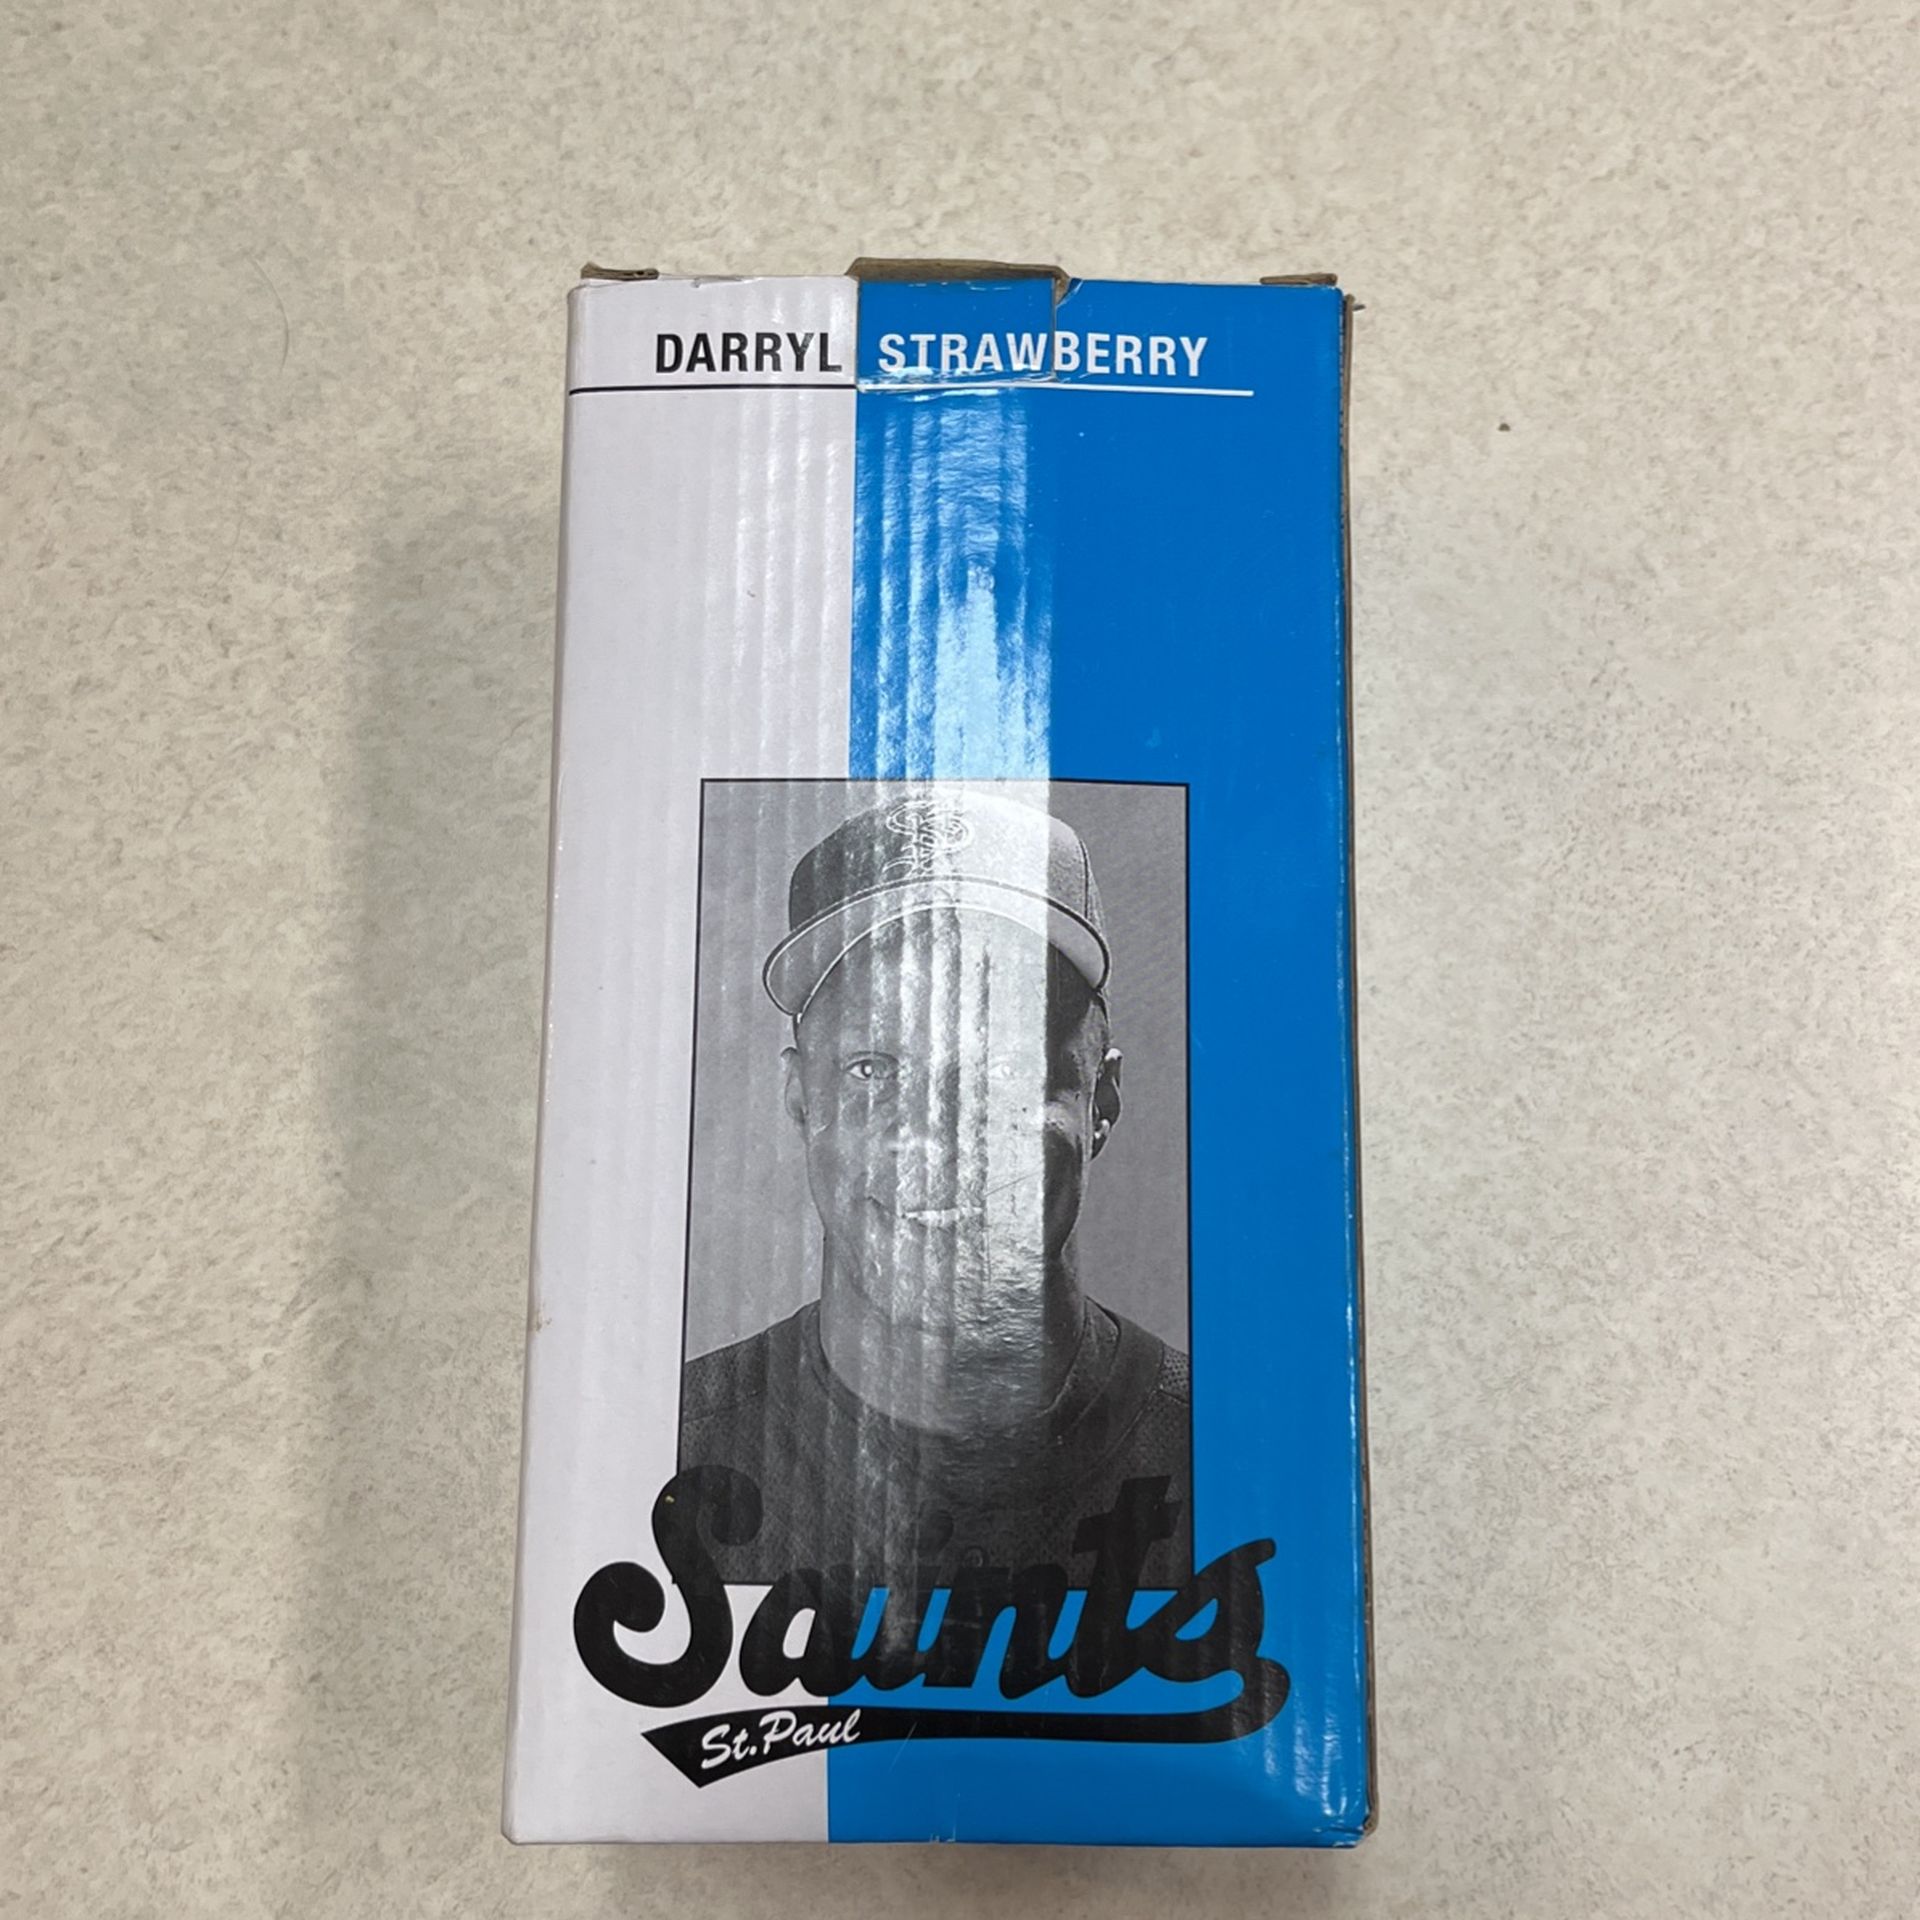 DARRYL STRAWBERRY
Saints
St. Paul